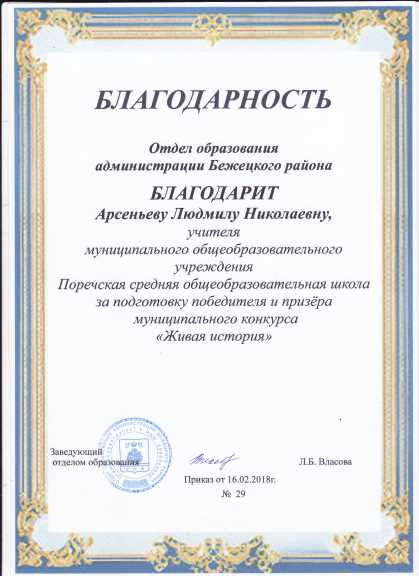 БЛАГОДАРНОСТЬ
Отдел образования
администрации Бежецкого района
БЛАГОДАРИТ
Арсеньеву Людмилу Николаевну,
учителя
муниципального общеобразовательного
учреждения
Поречская средняя общеобразовательная школа
за подготовку победителя и призёра
муниципального конкурса
«Живая история»
Заведующий
отделом образования
Л.Б. Власова
Приказ от 16.02.2018г.
№ 29